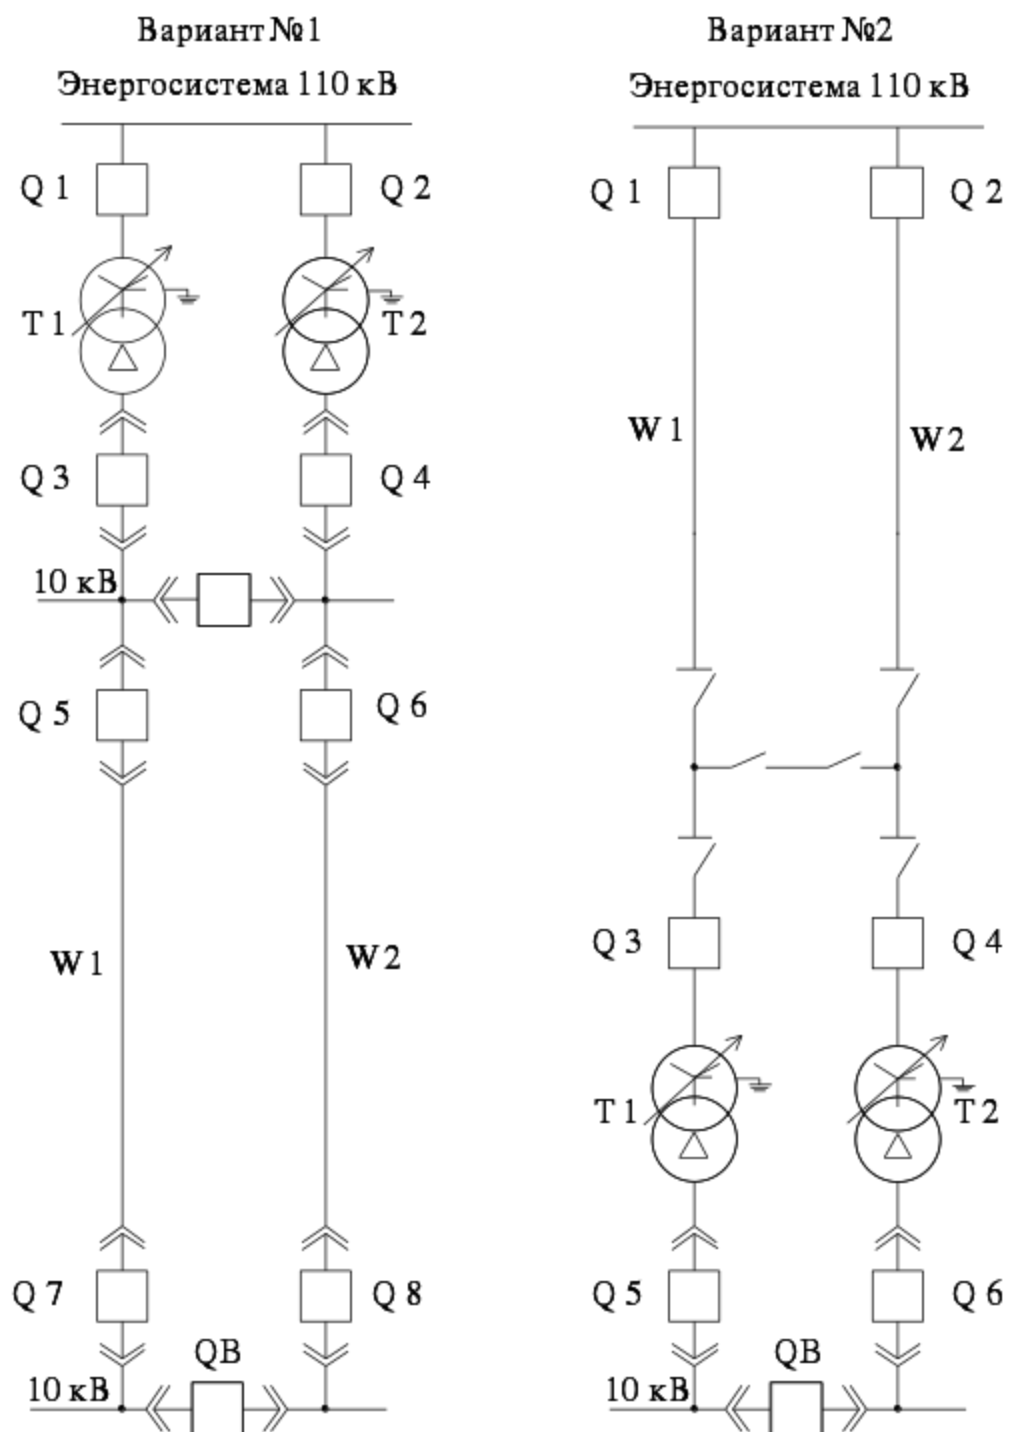 Вариант №1
Энергосистема 110 кВ
Q 1
Q 2
T 1
T 2
Q 3
Q 4
10 кВ
Q 5
Q 6
W 1
W 2
Q 7
Q 8
QB
10 кВ
Вариант №2
Энергосистема 110 кВ
Q 1
Q 2
W 1
W 2
Q 3
Q 4
T 1
T 2
Q 5
Q 6
QB
10 кВ